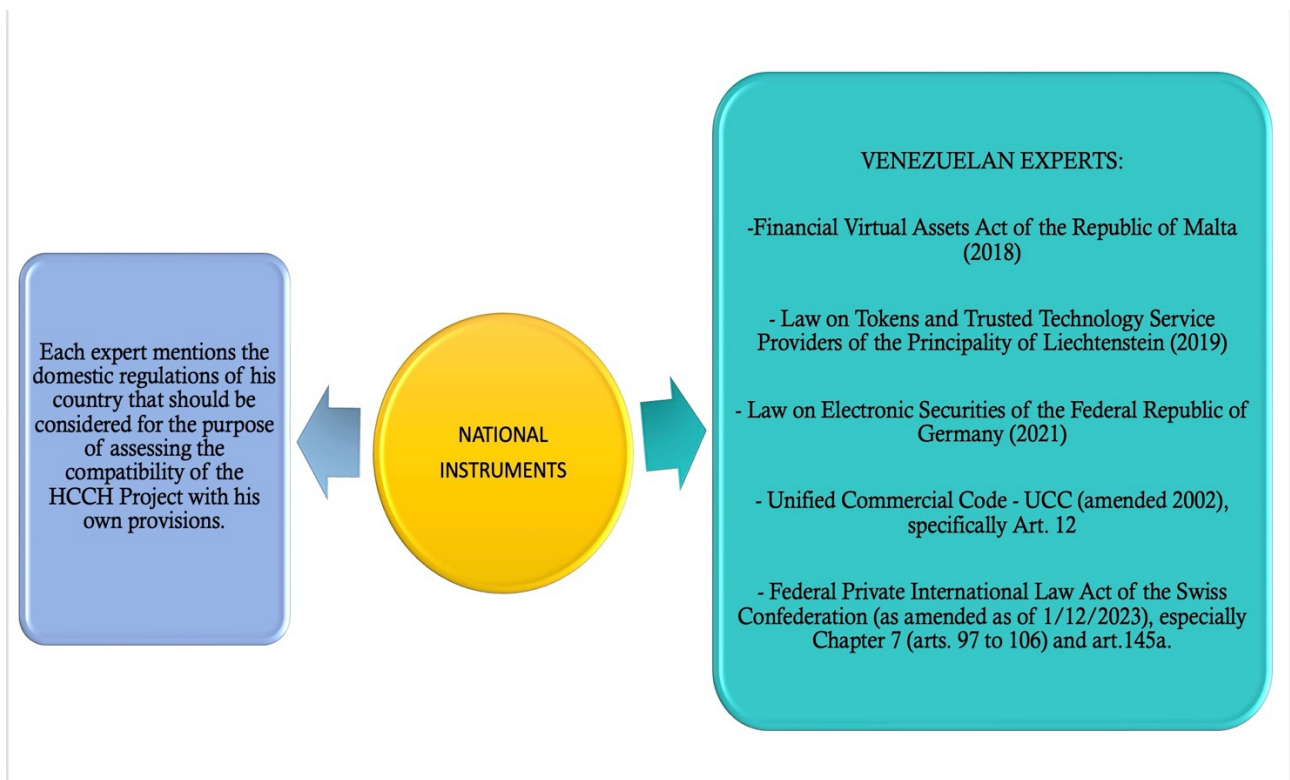 Each expert mentions the
domestic regulations of his
country that should be
considered for the purpose
of assessing the
compatibility of the
HCCH Project with his
own provisions.
NATIONAL
INSTRUMENTS
VENEZUELAN EXPERTS:
-Financial Virtual Assets Act of the Republic of Malta
(2018)
- Law on Tokens and Trusted Technology Service
Providers of the Principality of Liechtenstein (2019)
- Law on Electronic Securities of the Federal Republic of
Germany (2021)
- Unified Commercial Code - UCC (amended 2002),
specifically Art. 12
- Federal Private International Law Act of the Swiss
Confederation (as amended as of 1/12/2023), especially
Chapter 7 (arts. 97 to 106) and art.145a.